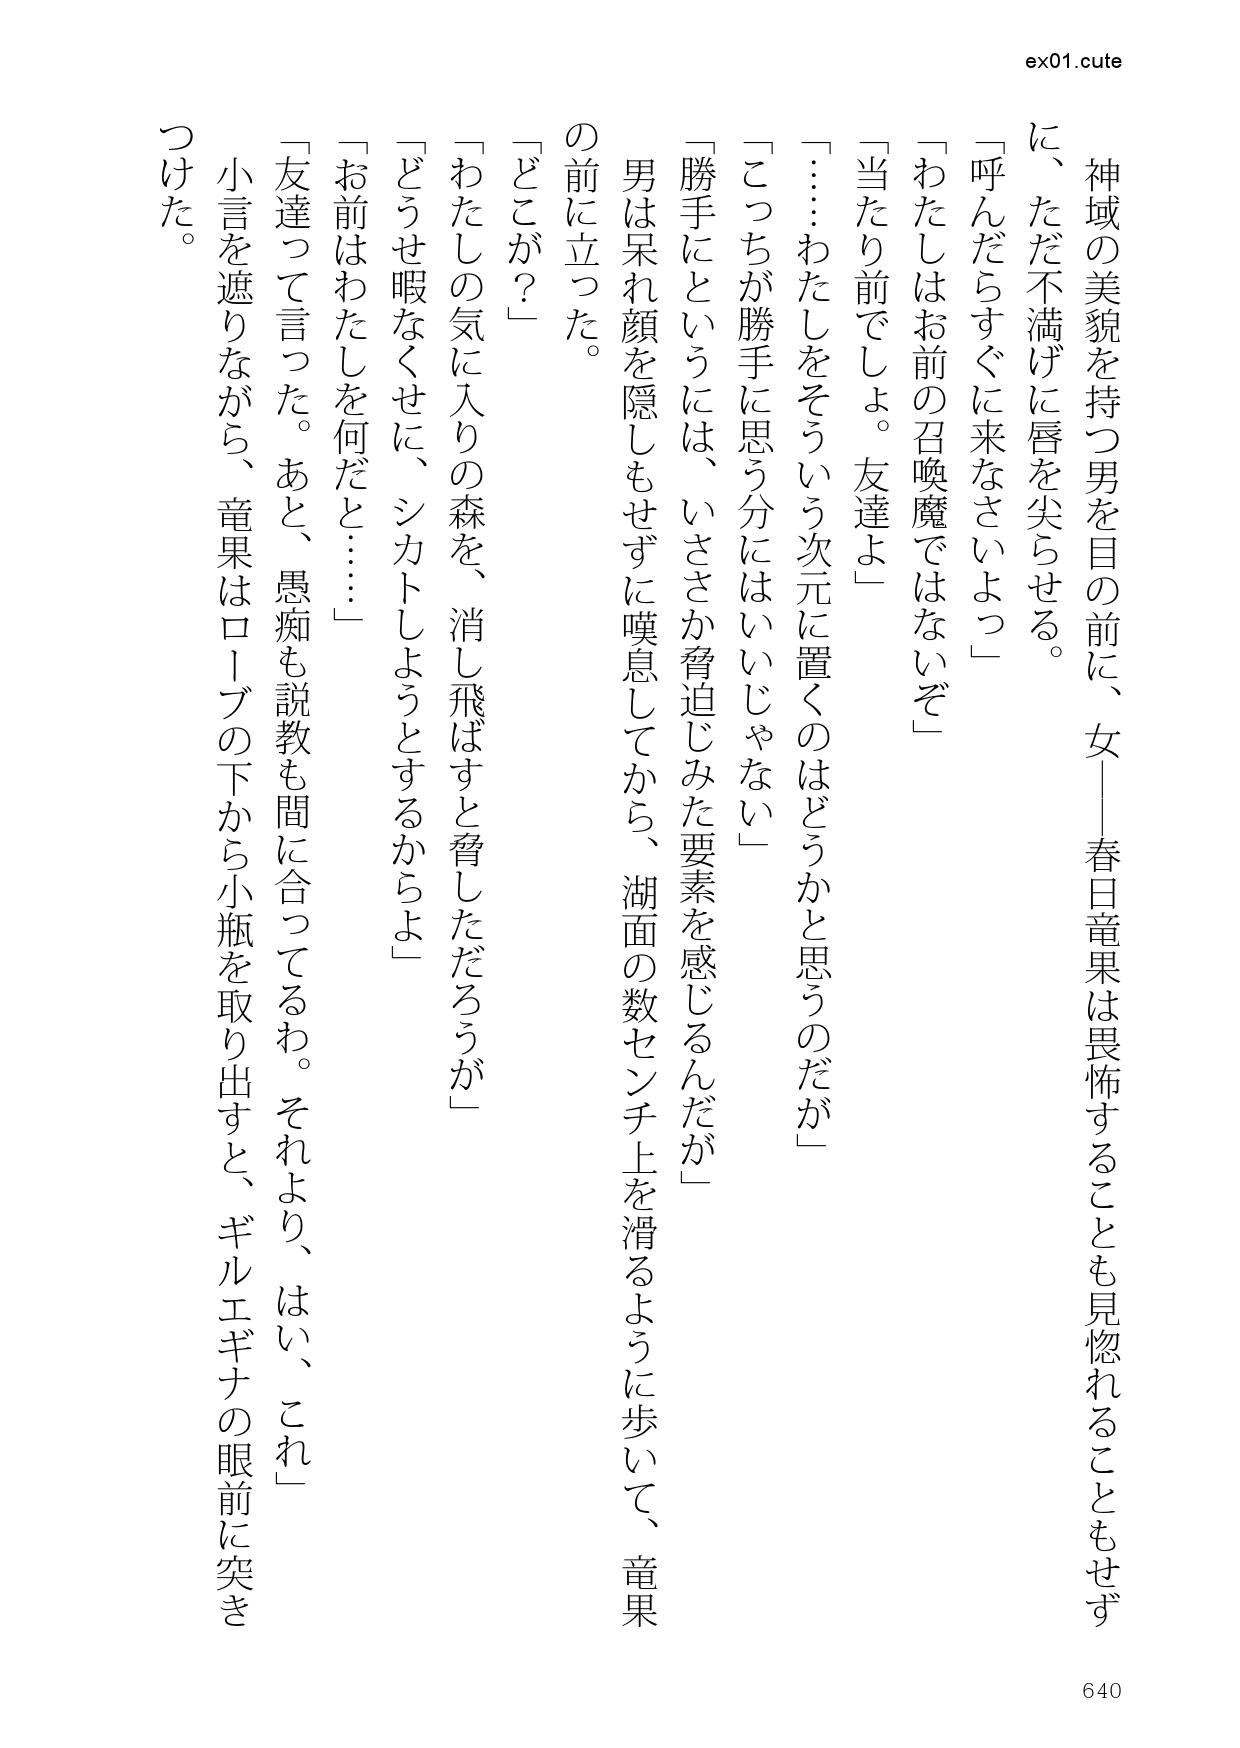 ex01.cute
　神域の美貌を持つ男を目の前に、女――春日竜果は畏怖することも見惚れることもせず
に、ただ不満げに唇を尖らせる。
「呼んだらすぐに来なさいよっ」
「わたしはお前の召喚魔ではないぞ」
「当たり前でしょ。友達よ」
「……わたしをそういう次元に置くのはどうかと思うのだが」
「こっちが勝手に思う分にはいいじゃない」
「勝手にというには、いささか脅迫じみた要素を感じるんだが」
　男は呆れ顔を隠しもせずに嘆息してから、湖面の数センチ上を滑るように歩いて、竜果
の前に立った。
「どこが？」
「わたしの気に入りの森を、消し飛ばすと脅しただろうが」
「どうせ暇なくせに、シカトしようとするからよ」
「お前はわたしを何だと……」
「友達って言った。あと、愚痴も説教も間に合ってるわ。それより、はい、これ」
　小言を遮りながら、竜果はローブの下から小瓶を取り出すと、ギルエギナの眼前に突き
つけた。
640